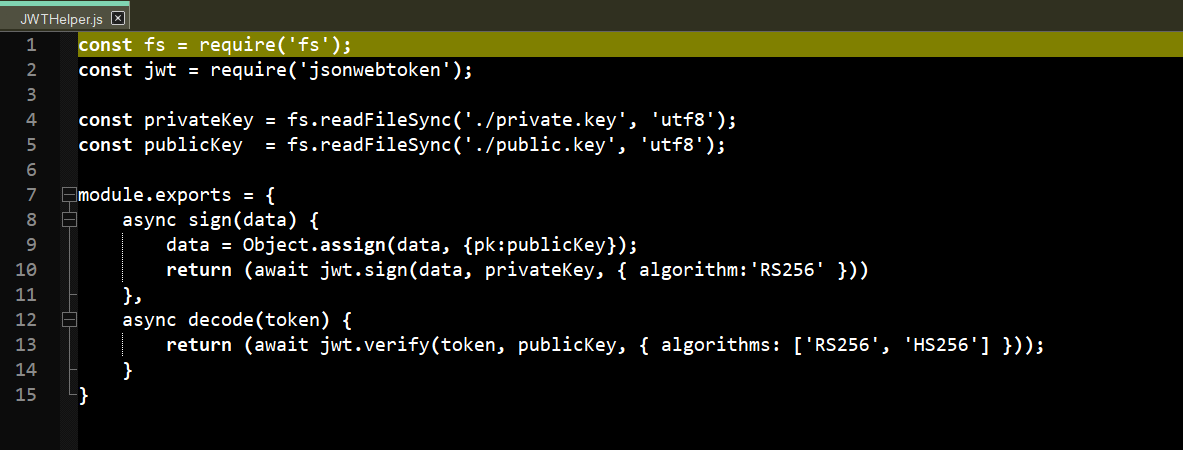 JWTHelper.js
1 const fs = require('fs');
2 const jwt = require('jsonwebtoken');
3
4 const privateKey = fs.readFileSync('./private.key', 'utf8');
5 const publicKey  = fs.readFileSync('./public.key', 'utf8');
6
7 module.exports = {
8     async sign(data) {
9         data = Object.assign(data, {pk:publicKey});
10         return (await jwt.sign(data, privateKey, { algorithm:'RS256' }))
11     },
12     async decode(token) {
13         return (await jwt.verify(token, publicKey, { algorithms: ['RS256', 'HS256'] }));
14     }
15 }